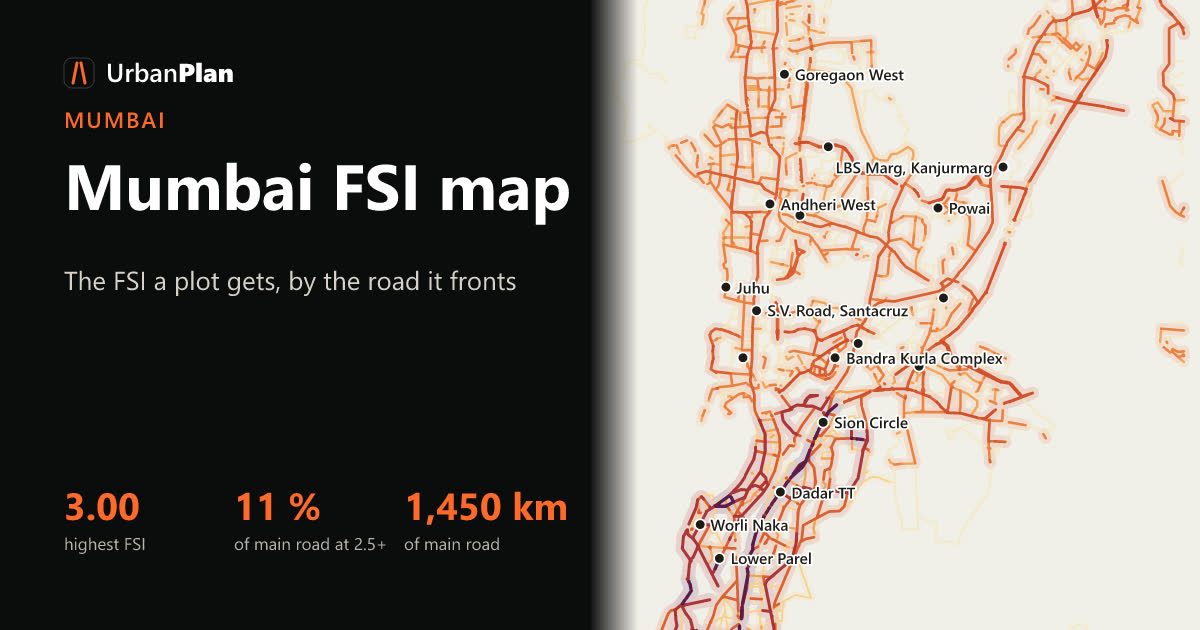 UrbanPlan
MUMBAI
Mumbai FSI map
The FSI a plot gets, by the road it fronts
3.00
highest FSI
11 %
of main road at 2.5+
1,450 km
of main road
Goregaon West
LBS Marg, Kanjurmarg
Andheri West
Powai
Juhu
S.V. Road, Santacruz
Bandra Kurla Complex
Sion Circle
Dadar TT
Worli Naka
Lower Parel